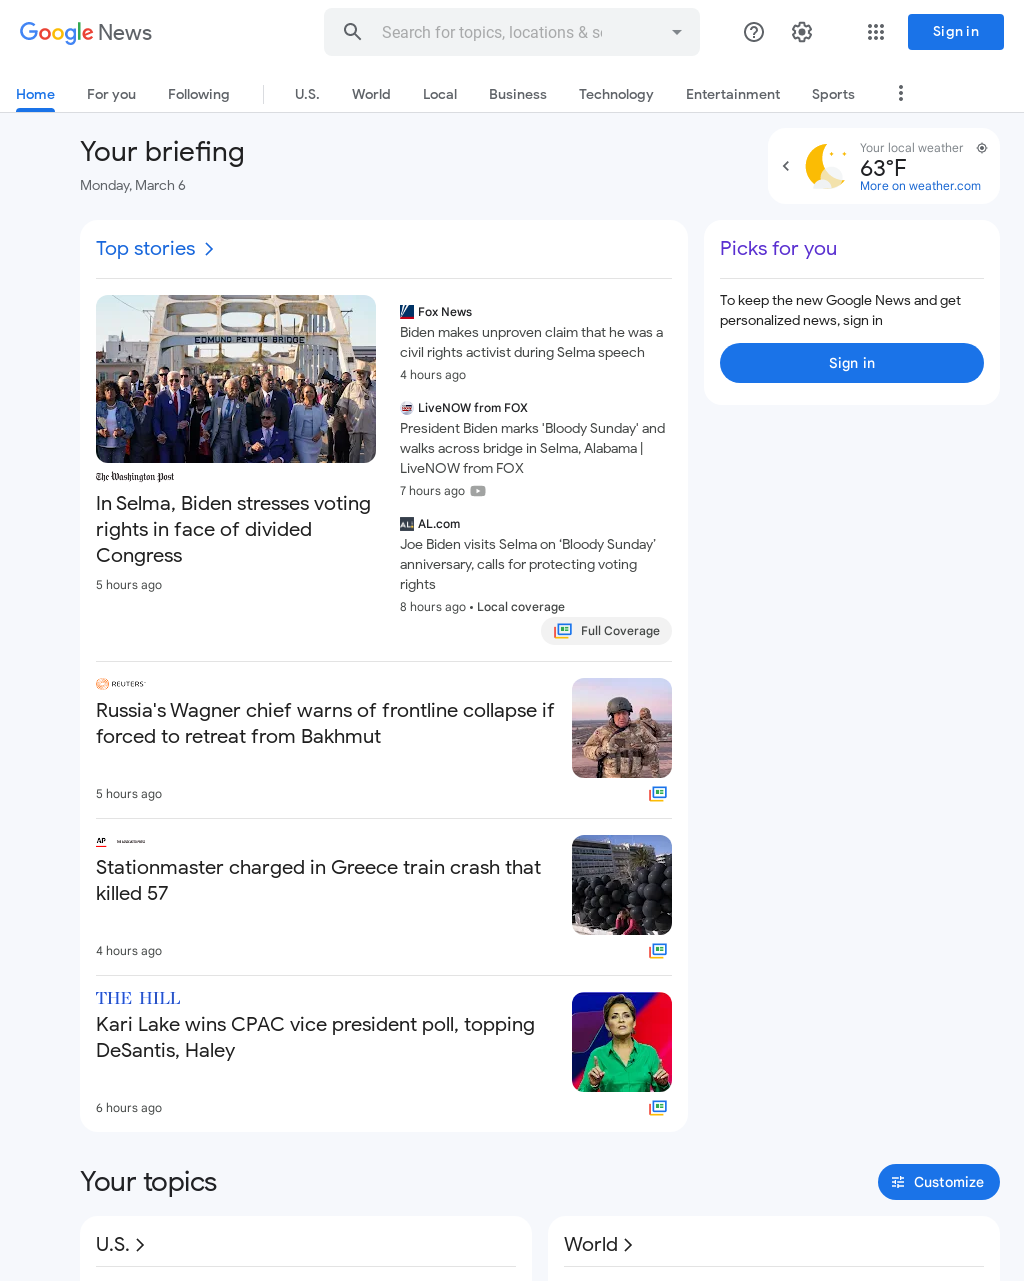 Google News
Search for topics, locations & so
Sign in
Home
For you
Following
U.S.
World
Local
Business
Technology
Entertainment
Sports
Your briefing
Monday, March 6
Your local weather
63°F
More on weather.com
Top stories
EDMUND PETTUS BRIDGE
The Washington Post
In Selma, Biden stresses voting
rights in face of divided
Congress
5 hours ago
Fox News
Biden makes unproven claim that he was a
civil rights activist during Selma speech
4 hours ago
LiveNOW from FOX
President Biden marks 'Bloody Sunday' and
walks across bridge in Selma, Alabama |
LiveNOW from FOX
7 hours ago
AL.com
Joe Biden visits Selma on ‘Bloody Sunday’
anniversary, calls for protecting voting
rights
8 hours ago • Local coverage
Full Coverage
REUTERS
Russia's Wagner chief warns of frontline collapse if
forced to retreat from Bakhmut
5 hours ago
AP
Stationmaster charged in Greece train crash that
killed 57
4 hours ago
THE HILL
Kari Lake wins CPAC vice president poll, topping
DeSantis, Haley
6 hours ago
Picks for you
To keep the new Google News and get
personalized news, sign in
Sign in
Your topics
Customize
U.S.
World